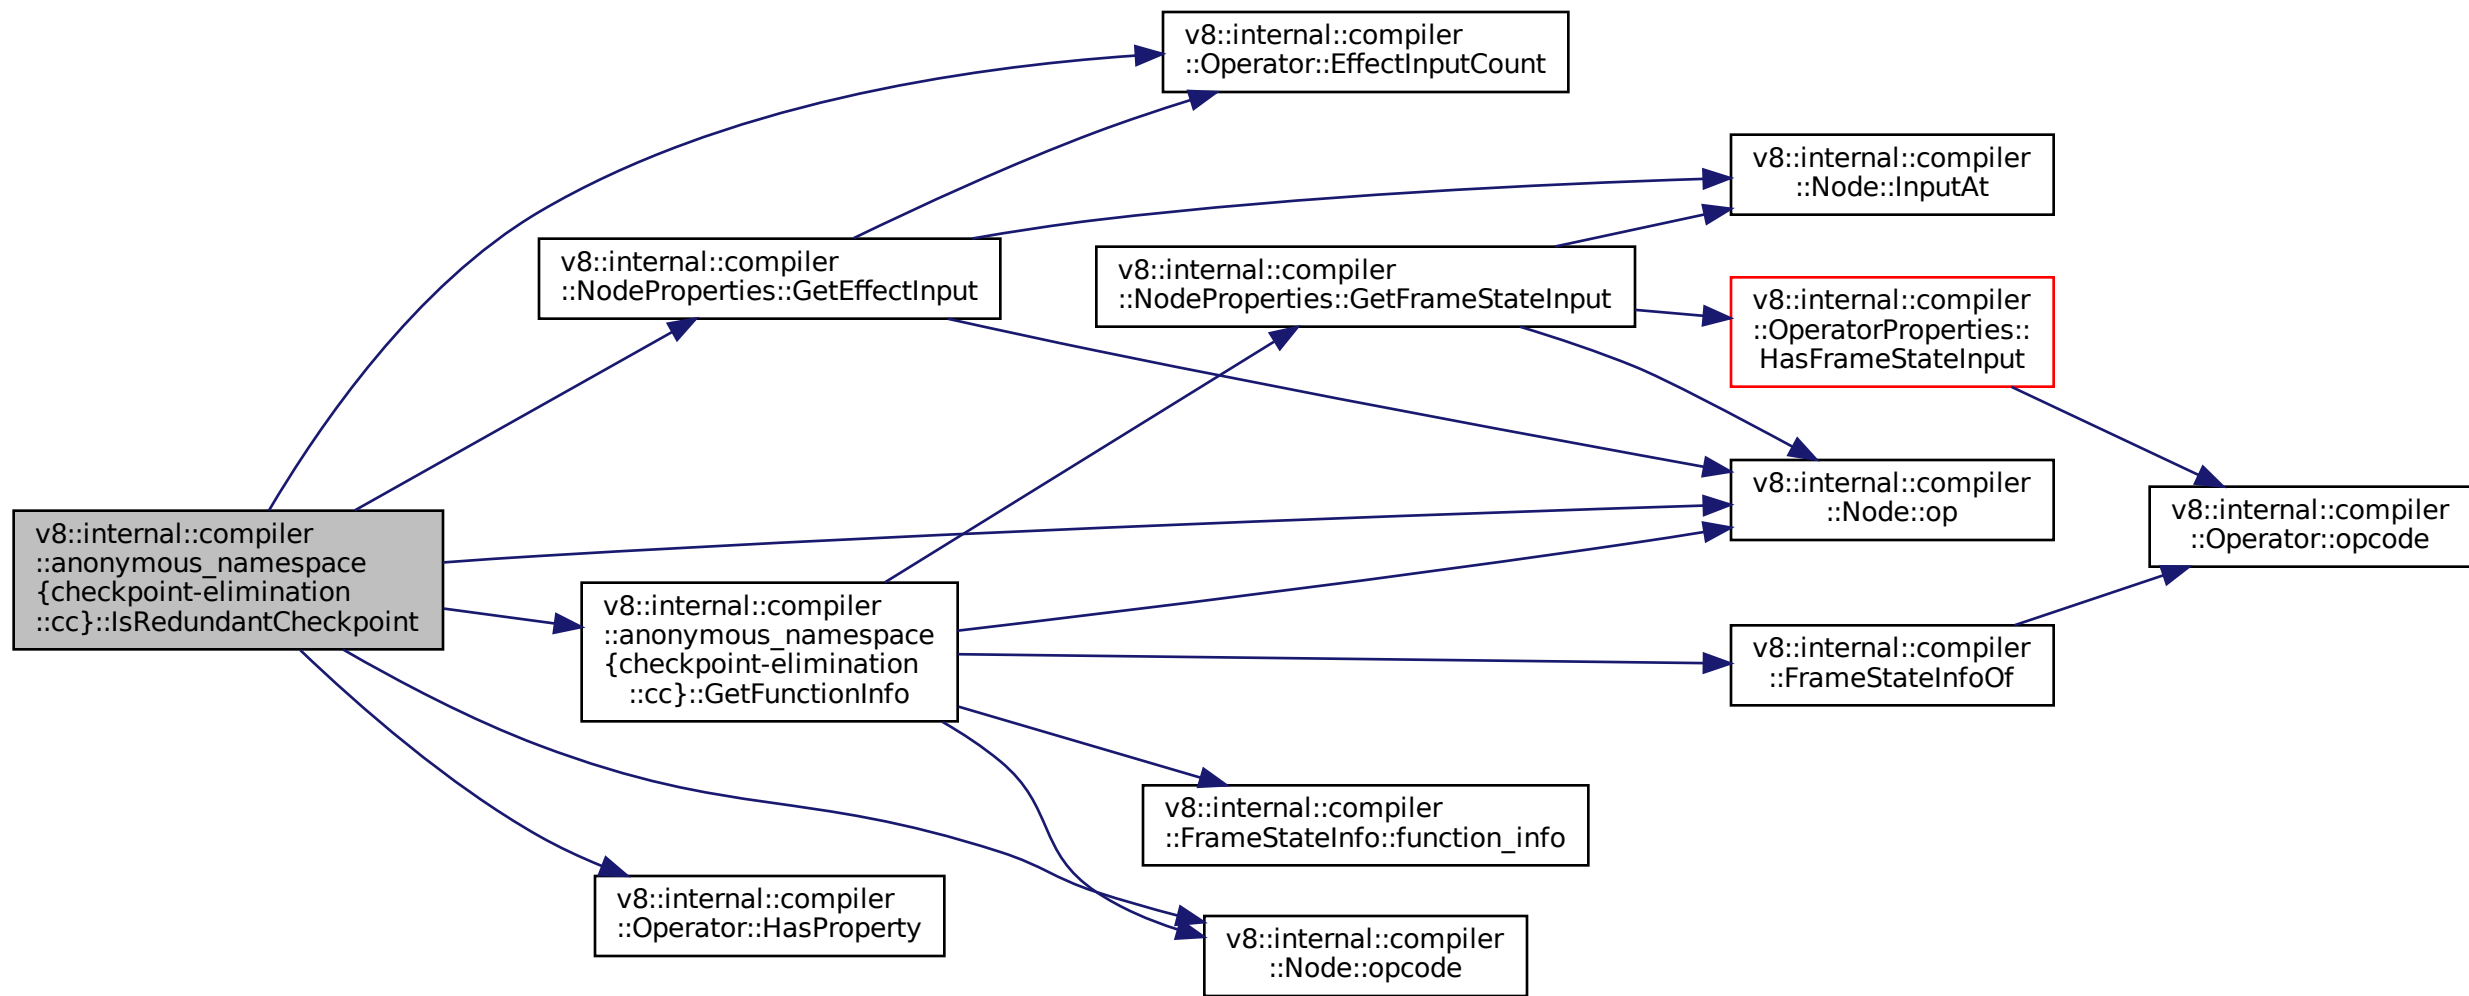 v8::internal::compiler
::Operator::EffectInputCount
v8::internal::compiler
::Node::InputAt
v8::internal::compiler
::NodeProperties::GetEffectInput
v8::internal::compiler
::NodeProperties::GetFrameStateInput
v8::internal::compiler
::OperatorProperties::
HasFrameStateInput
v8::internal::compiler
::Node::op
v8::internal::compiler
::Operator::opcode
v8::internal::compiler
::anonymous_namespace
{checkpoint-elimination
::cc}::IsRedundantCheckpoint
v8::internal::compiler
::anonymous_namespace
{checkpoint-elimination
::cc}::GetFunctionInfo
v8::internal::compiler
::FrameStateInfoOf
v8::internal::compiler
::FrameStateInfo::function_info
v8::internal::compiler
::Operator::HasProperty
v8::internal::compiler
::Node::opcode